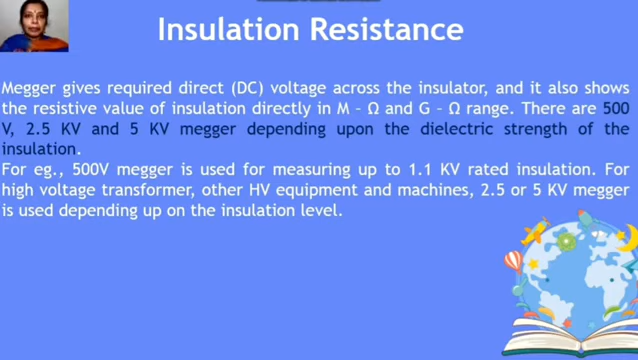 Insulation Resistance
Megger gives required direct (DC) voltage across the insulator, and it also shows
the resistive value of insulation directly in M – Ω and G – Ω range. There are 500
V, 2.5 KV and 5 KV megger depending upon the dielectric strength of the
insulation.
For eg., 500V megger is used for measuring up to 1.1 KV rated insulation. For
high voltage transformer, other HV equipment and machines, 2.5 or 5 KV megger
is used depending up on the insulation level.